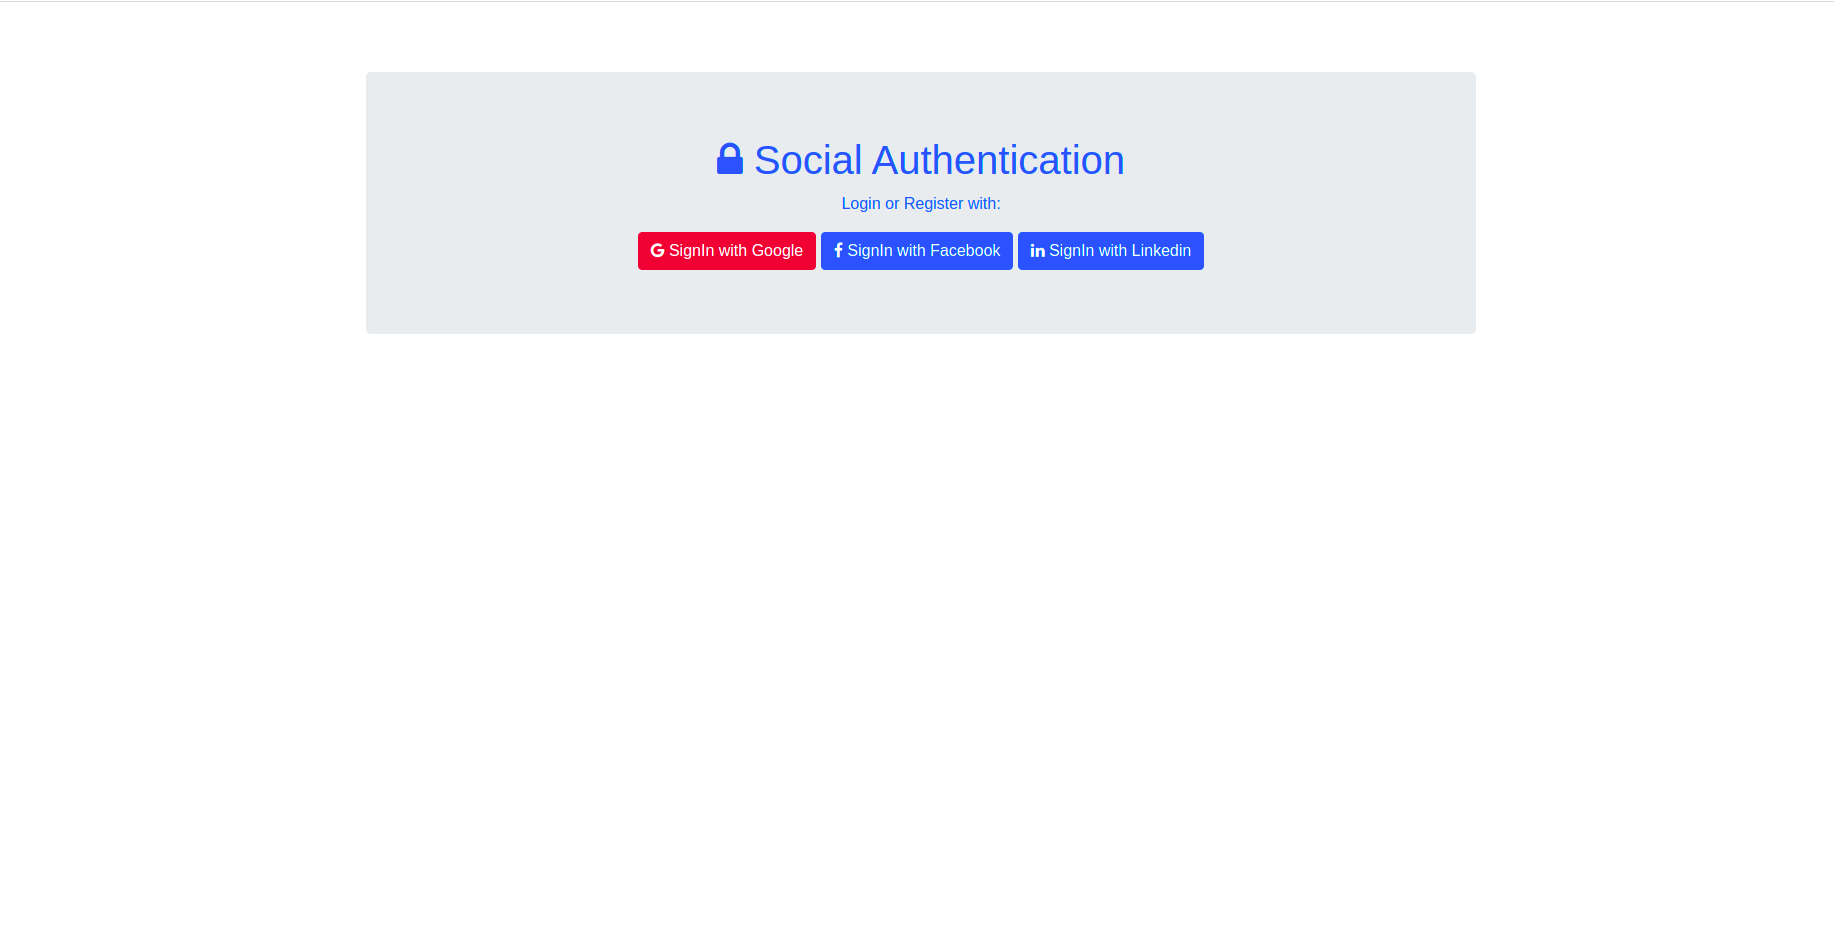 Social Authentication
Login or Register with:
SignIn with Google SignIn with Facebook SignIn with Linkedin